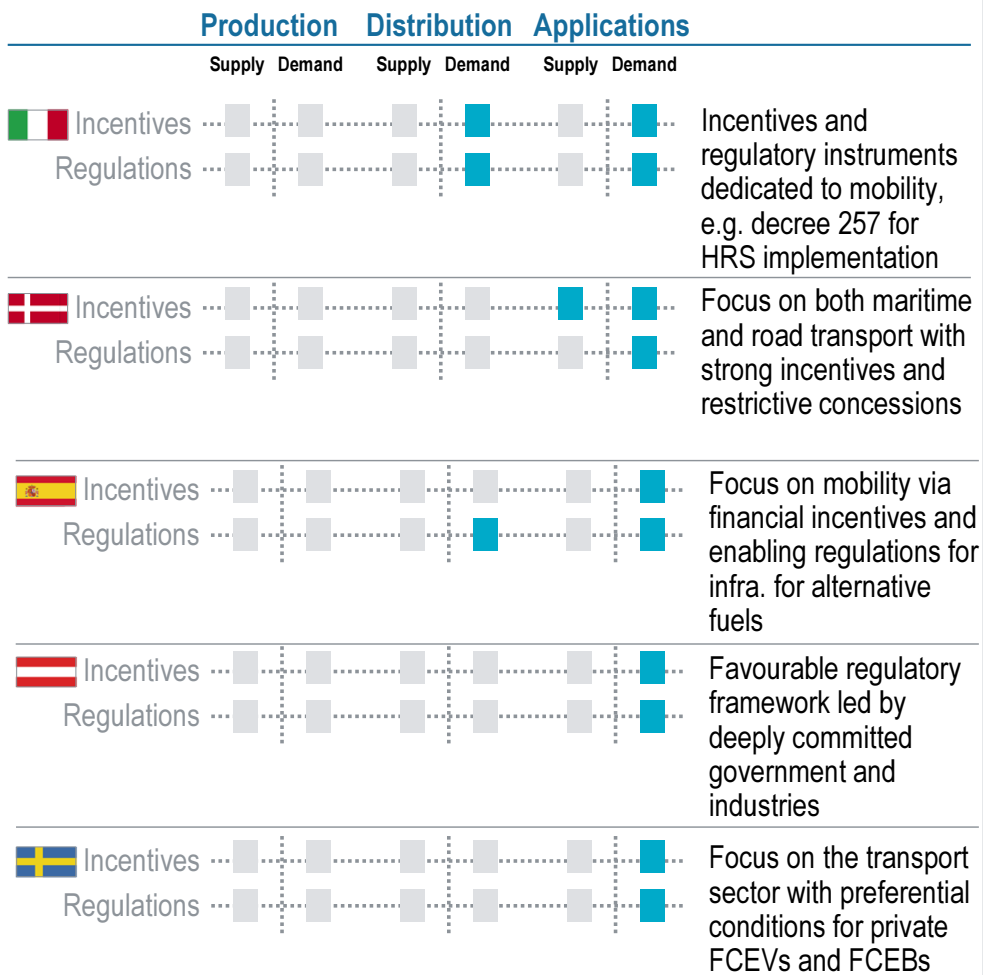 Production Distribution Applications
Supply Demand Supply Demand Supply Demand
Incentives
Regulations
Incentives and
regulatory instruments
dedicated to mobility,
e.g. decree 257 for
HRS implementation
Incentives
Regulations
Focus on both maritime
and road transport with
strong incentives and
restrictive concessions
Incentives
Regulations
Focus on mobility via
financial incentives and
enabling regulations for
infra. for alternative
fuels
Incentives
Regulations
Favourable regulatory
framework led by
deeply committed
government and
industries
Incentives
Regulations
Focus on the transport
sector with preferential
conditions for private
FCEVs and FCEBs